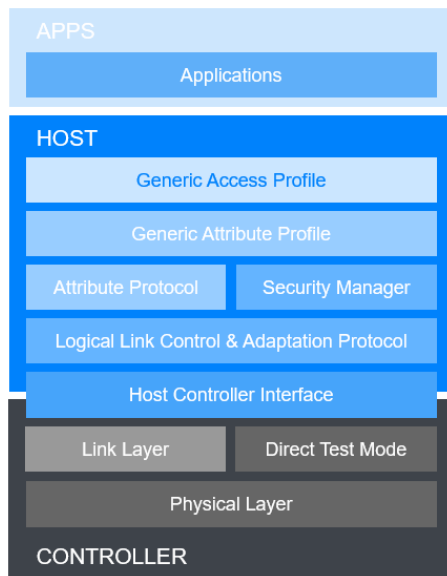 APPS
Applications
HOST
Generic Access Profile
Generic Attribute Profile
Attribute Protocol
Security Manager
Logical Link Control & Adaptation Protocol
Host Controller Interface
Link Layer
Direct Test Mode
Physical Layer
CONTROLLER